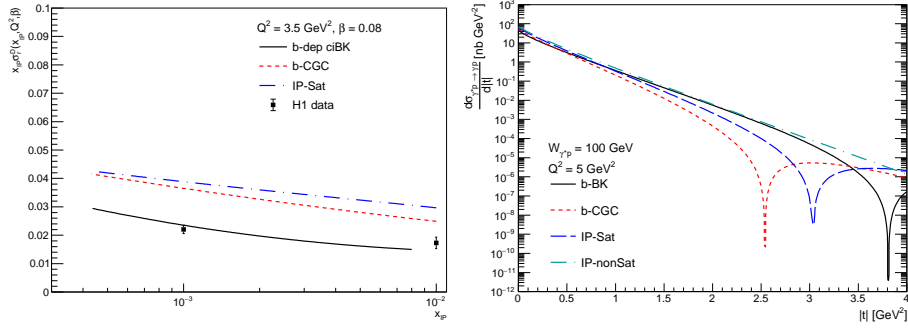 x_IP σ_r^D(x_IP,Q²,β)
0.1
0.09
0.08
0.07
0.06
0.05
0.04
0.03
0.02
0.01
0
Q² = 3.5 GeV², β = 0.08
b-dep ciBK
b-CGC
IP-Sat
H1 data
10⁻³
10⁻²
x_IP
dσ_γ*p → γp / d|t| [nb GeV⁻²]
10⁴
10³
10²
10
1
10⁻¹
10⁻²
10⁻³
10⁻⁴
10⁻⁵
10⁻⁶
10⁻⁷
10⁻⁸
10⁻⁹
10⁻¹⁰
10⁻¹¹
10⁻¹²
W_γ*p = 100 GeV
Q² = 5 GeV²
b-BK
b-CGC
IP-Sat
IP-nonSat
0
0.5
1
1.5
2
2.5
3
3.5
4
|t| [GeV²]